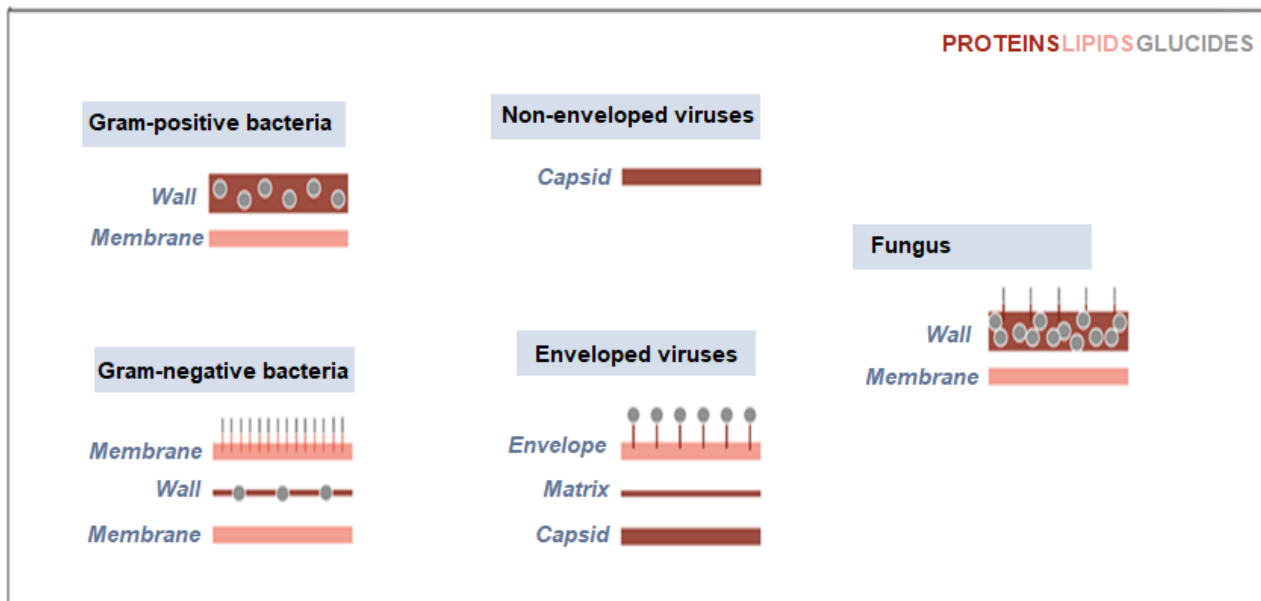 PROTEINSLIPIDSGLUCIDES
Gram-positive bacteria
Wall
Membrane
Non-enveloped viruses
Capsid
Fungus
Wall
Membrane
Gram-negative bacteria
Membrane
Wall
Membrane
Enveloped viruses
Envelope
Matrix
Capsid